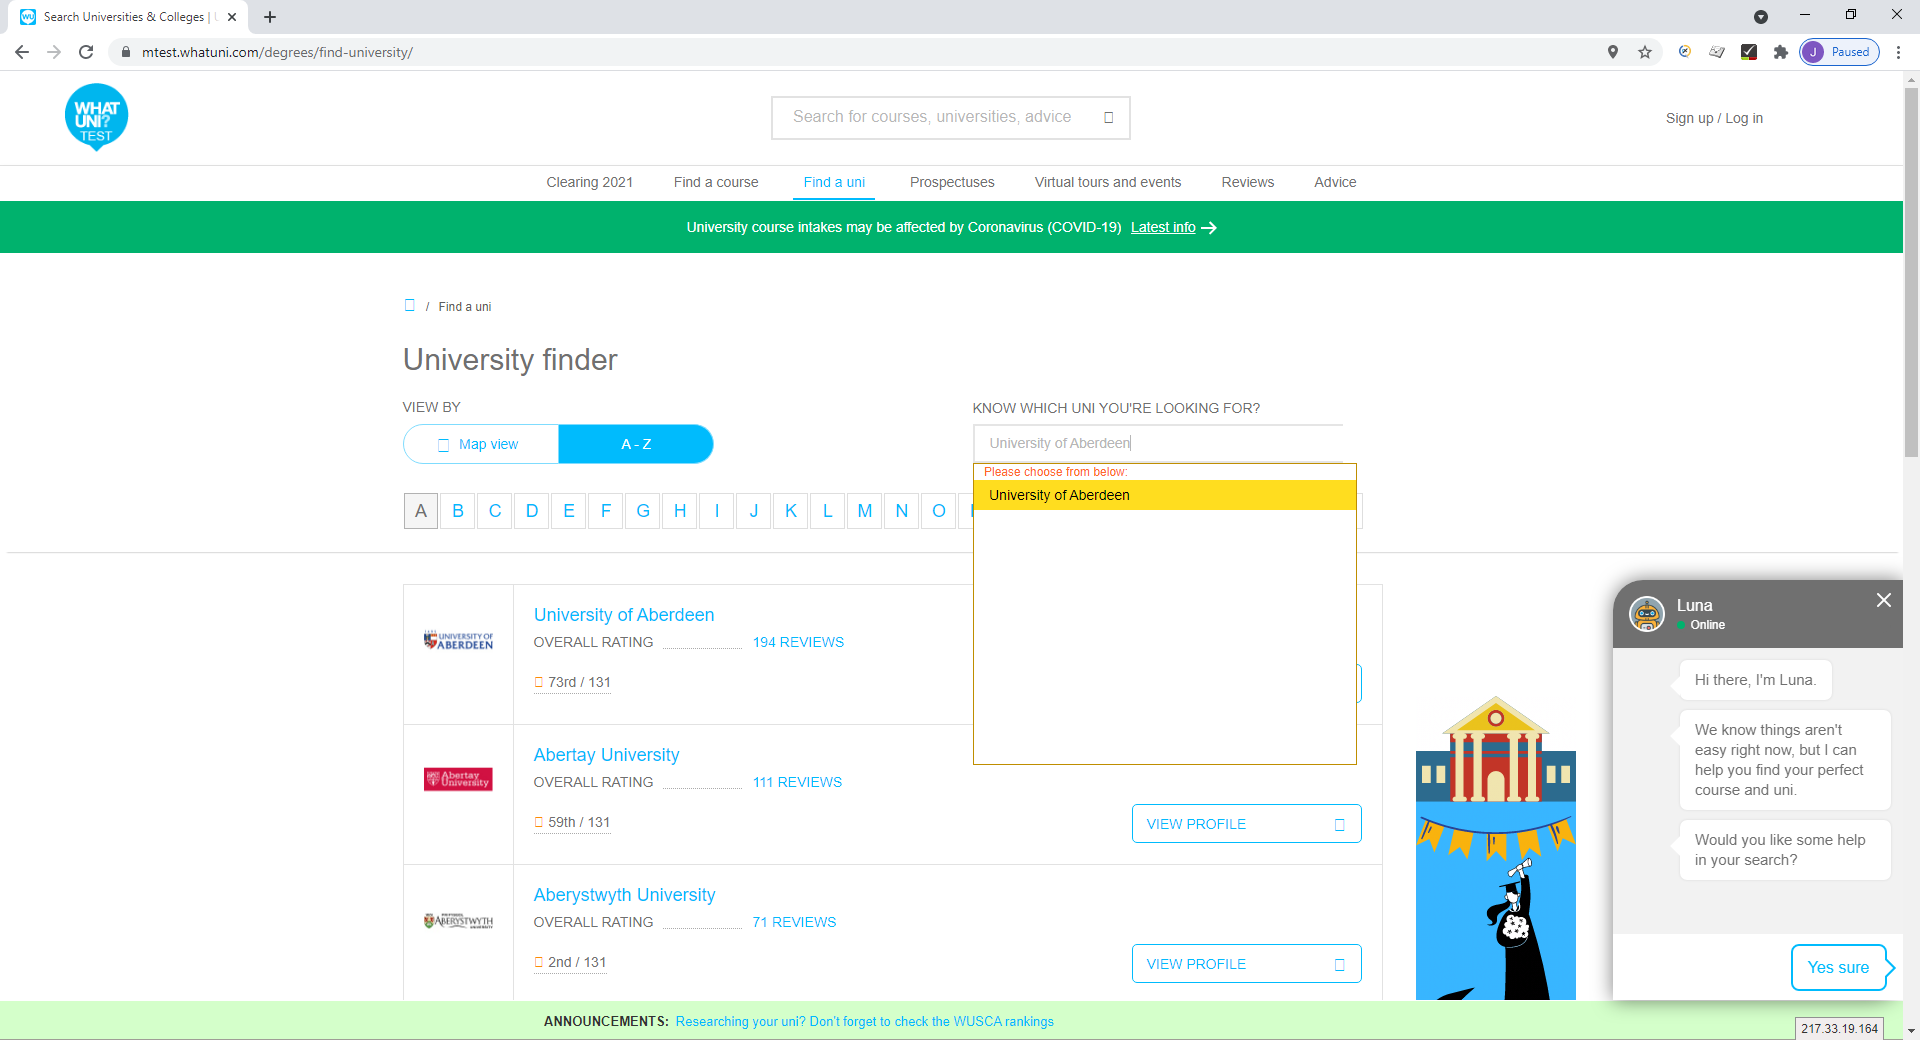 Search Universities & Colleges |
mtest.whatuni.com/degrees/find-university/
J
Paused
WHAT
UNI?
TEST
Search for courses, universities, advice
Sign up / Log in
Clearing 2021
Find a course
Find a uni
Prospectuses
Virtual tours and events
Reviews
Advice
University course intakes may be affected by Coronavirus (COVID-19) Latest info
/ Find a uni
University finder
VIEW BY
KNOW WHICH UNI YOU'RE LOOKING FOR?
Map view
A - Z
University of Aberdeen
Please choose from below:
University of Aberdeen
A B C D E F G H I J K L M N O
UNIVERSITY OF
ABERDEEN
University of Aberdeen
OVERALL RATING
194 REVIEWS
73rd / 131
Abertay
University
Abertay University
OVERALL RATING
111 REVIEWS
59th / 131
VIEW PROFILE
ABERYSTWYTH
UNIVERSITY
Aberystwyth University
OVERALL RATING
71 REVIEWS
2nd / 131
VIEW PROFILE
Luna
Online
Hi there, I'm Luna.
We know things aren't
easy right now, but I can
help you find your perfect
course and uni.
Would you like some help
in your search?
Yes sure
ANNOUNCEMENTS: Researching your uni? Don't forget to check the WUSCA rankings
217.33.19.164